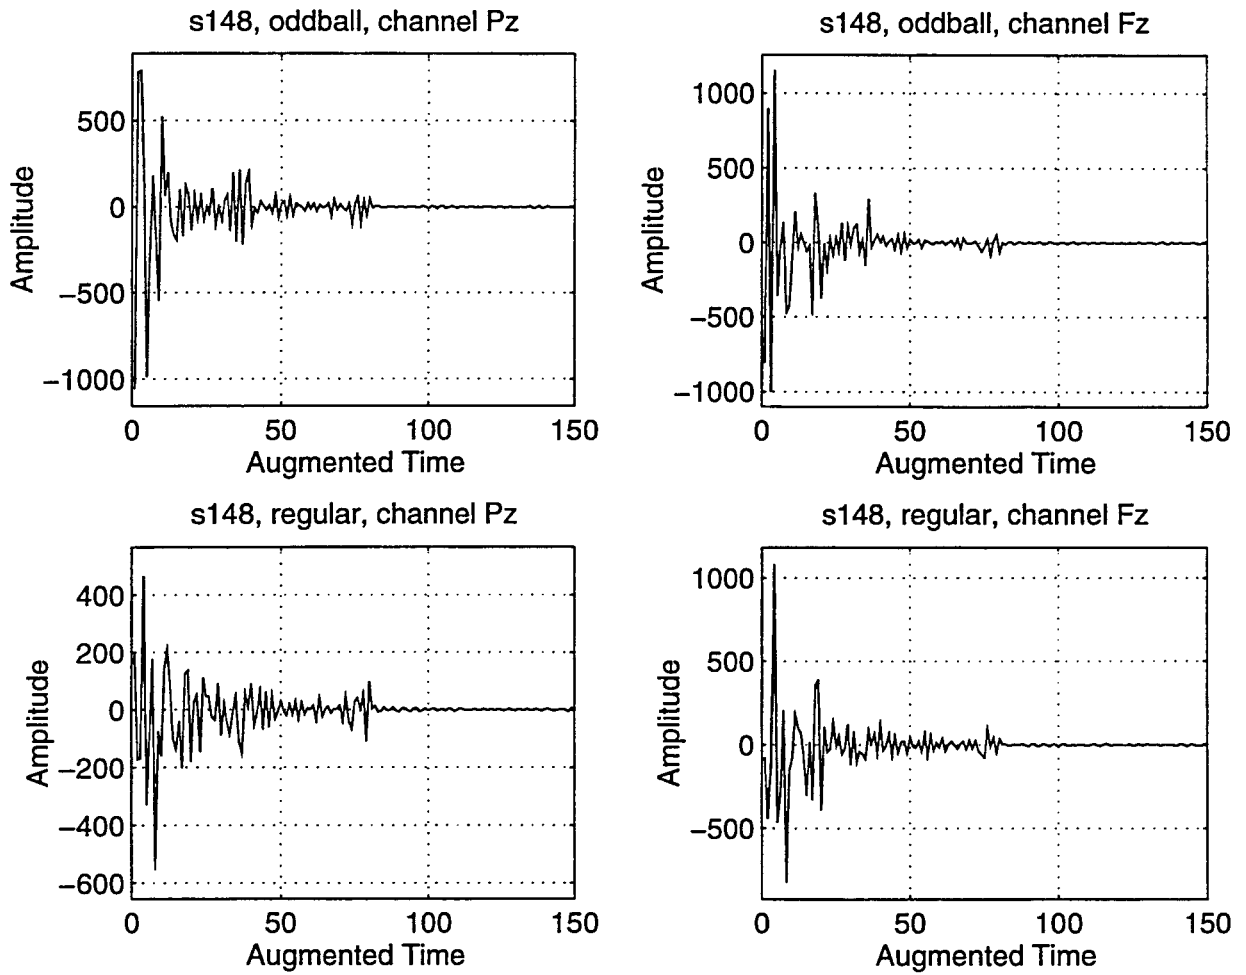 s148, oddball, channel Pz
Amplitude
500
0
−500
−1000
0 50 100 150
Augmented Time
s148, oddball, channel Fz
Amplitude
1000
500
0
−500
−1000
0 50 100 150
Augmented Time
s148, regular, channel Pz
Amplitude
400
200
0
−200
−400
−600
0 50 100 150
Augmented Time
s148, regular, channel Fz
Amplitude
1000
500
0
−500
0 50 100 150
Augmented Time